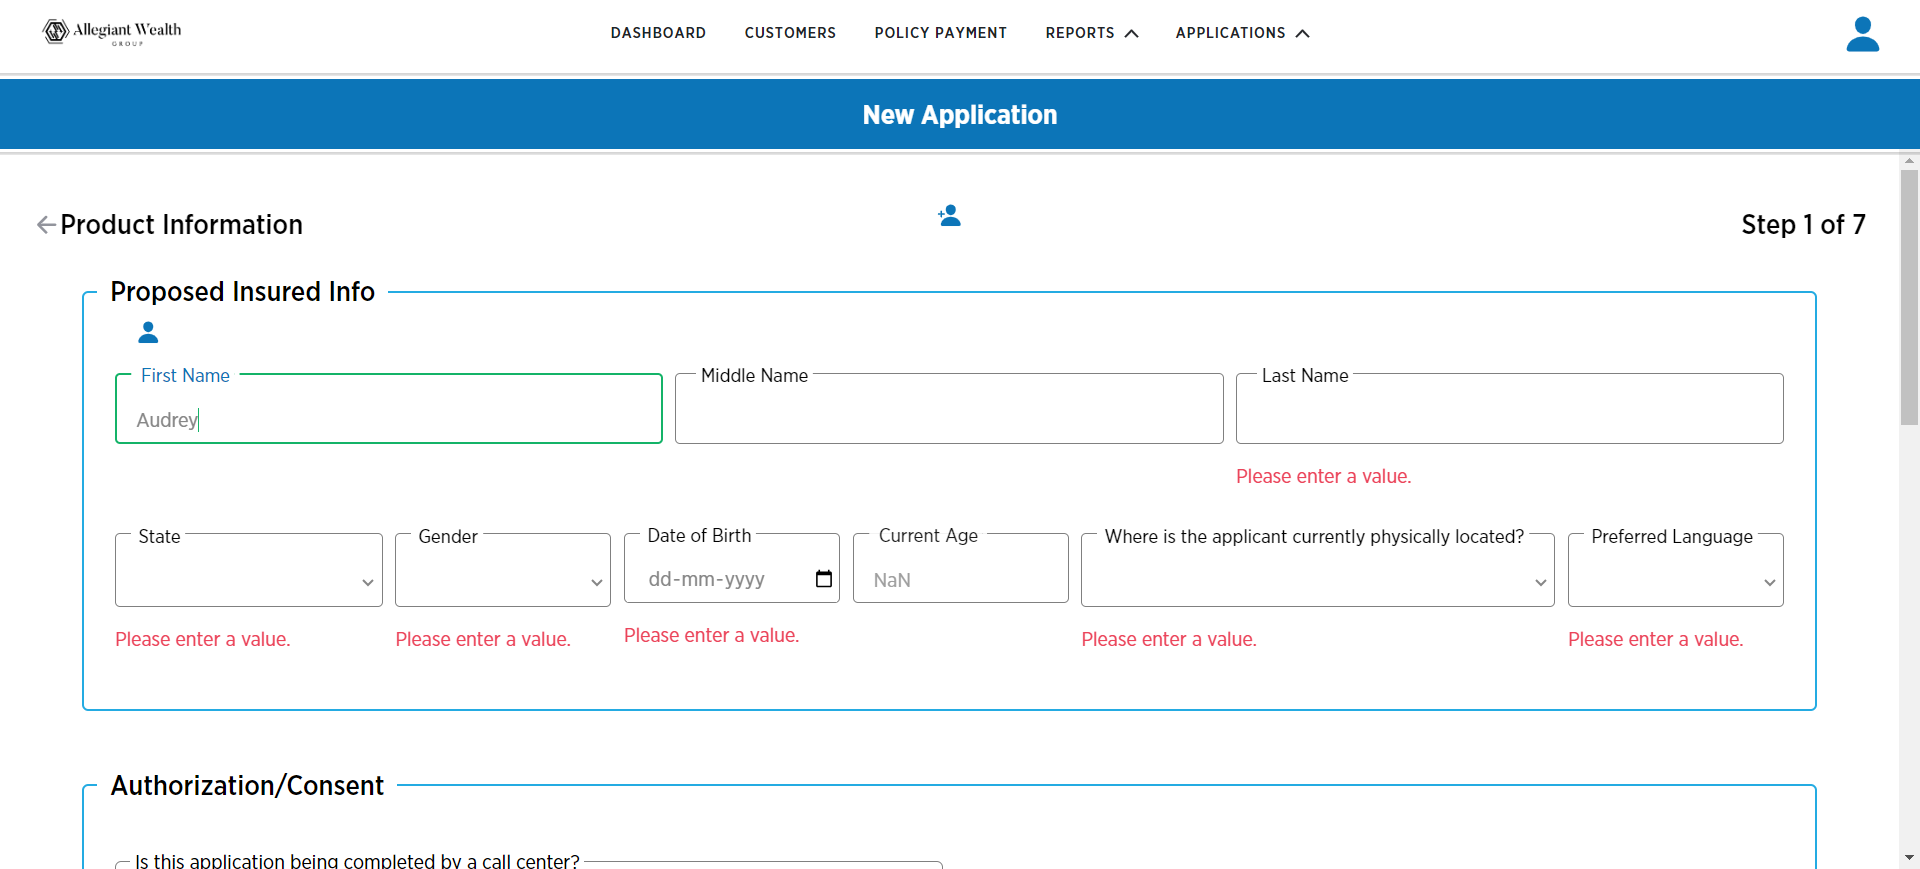 Allegiant Wealth
GROUP
DASHBOARD CUSTOMERS POLICY PAYMENT REPORTS APPLICATIONS
New Application
Product Information
Step 1 of 7
Proposed Insured Info
First Name Middle Name Last Name
Audrey
Please enter a value.
State Gender Date of Birth Current Age Where is the applicant currently physically located? Preferred Language
dd-mm-yyyy NaN
Please enter a value. Please enter a value. Please enter a value. Please enter a value. Please enter a value.
Authorization/Consent
Is this application being completed by a call center?